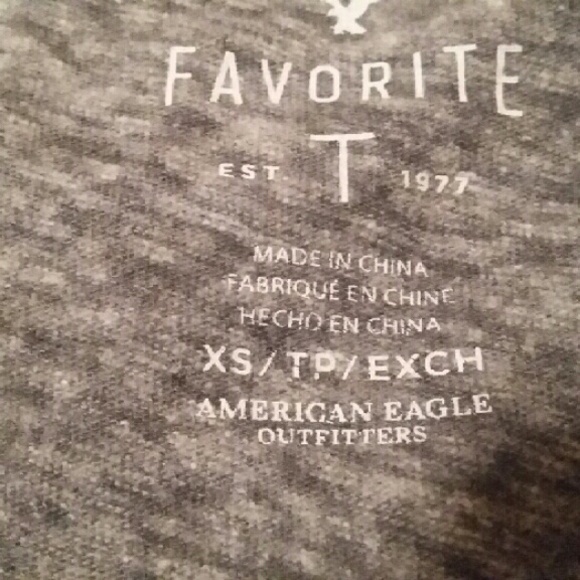 FAVORITE
T
EST. 1977
MADE IN CHINA
FABRIQUÉ EN CHINE
HECHO EN CHINA
XS/TP/EXCH
AMERICAN EAGLE
OUTFITTERS